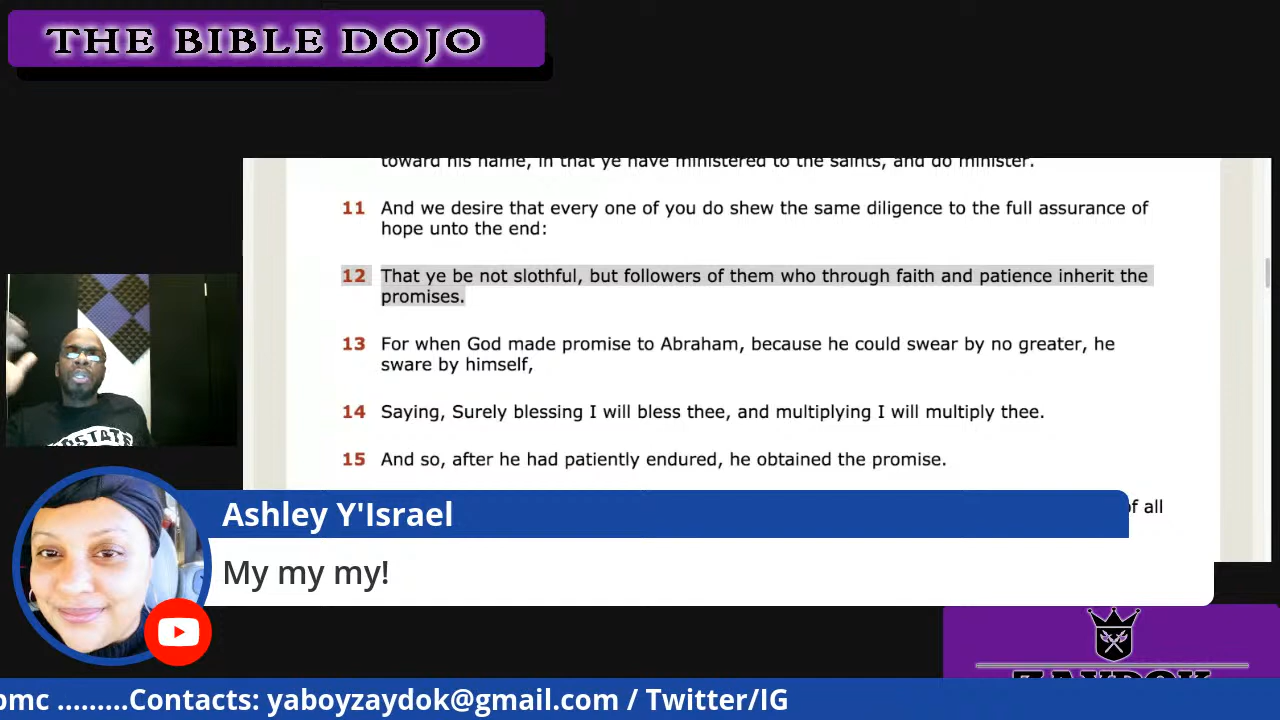 THE BIBLE DOJO
toward his name, in that ye have ministered to the saints, and do minister.
11 And we desire that every one of you do shew the same diligence to the full assurance of
hope unto the end:
12 That ye be not slothful, but followers of them who through faith and patience inherit the
promises.
13 For when God made promise to Abraham, because he could swear by no greater, he
sware by himself,
14 Saying, Surely blessing I will bless thee, and multiplying I will multiply thee.
15 And so, after he had patiently endured, he obtained the promise.
of all
Ashley Y'Israel
My my my!
ZAYDOK
.........Contacts: yaboyzaydok@gmail.com / Twitter/IG